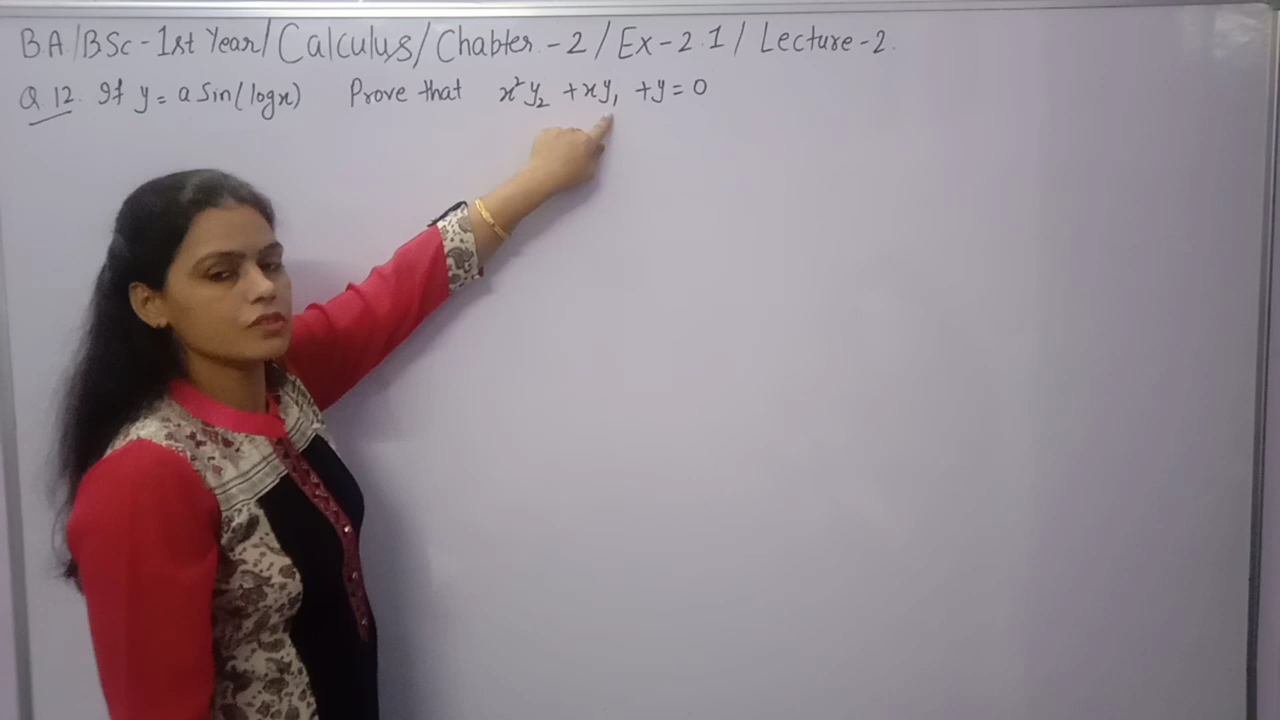 B.A./BSc-1st Year/Calculus/Chabter-2/Ex-2.1/Lecture-2.
Q.12. If y = a Sin(logx) Prove that x²y₂ + xy₁ + y = 0